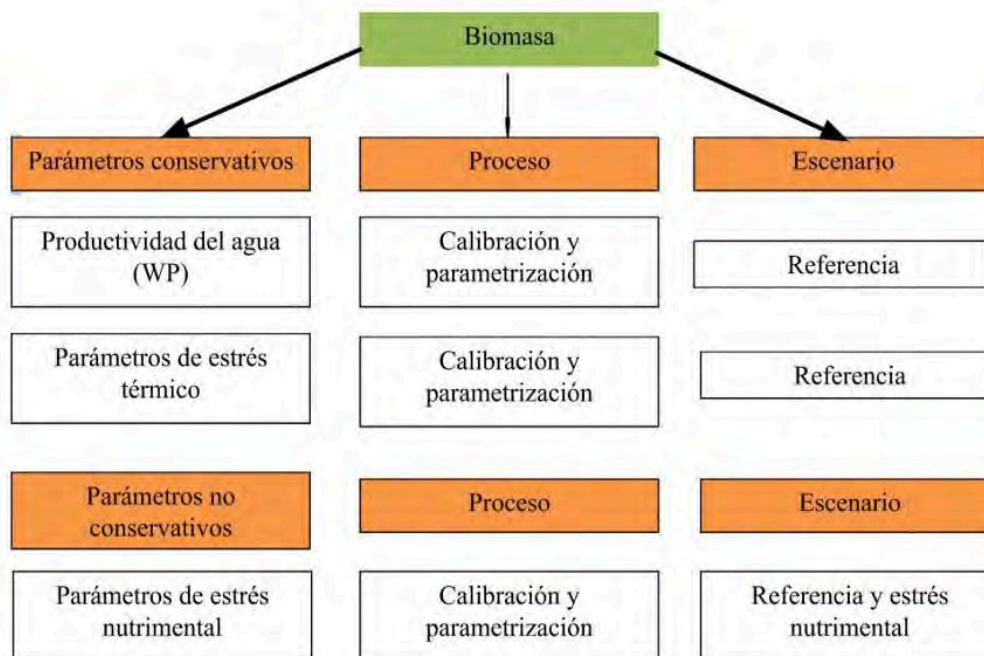 Biomasa
Parámetros conservativos
Proceso
Escenario
Productividad del agua
(WP)
Calibración y
parametrización
Referencia
Parámetros de estrés
térmico
Calibración y
parametrización
Referencia
Parámetros no
conservativos
Proceso
Escenario
Parámetros de estrés
nutrimental
Calibración y
parametrización
Referencia y estrés
nutrimental